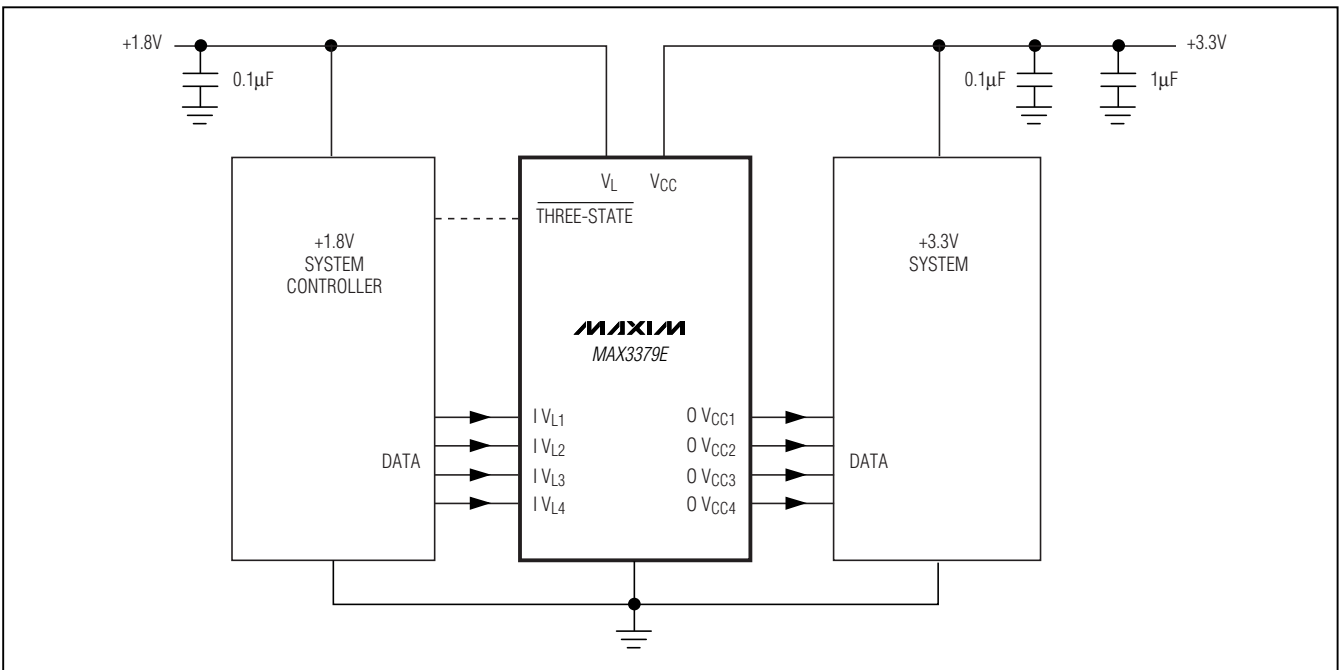 +1.8V
+3.3V
0.1µF
0.1µF
1µF
VL
VCC
THREE-STATE
+1.8V
SYSTEM
CONTROLLER
+3.3V
SYSTEM
MAXIM
MAX3379E
DATA
I VL1
I VL2
I VL3
I VL4
O VCC1
O VCC2
O VCC3
O VCC4
DATA